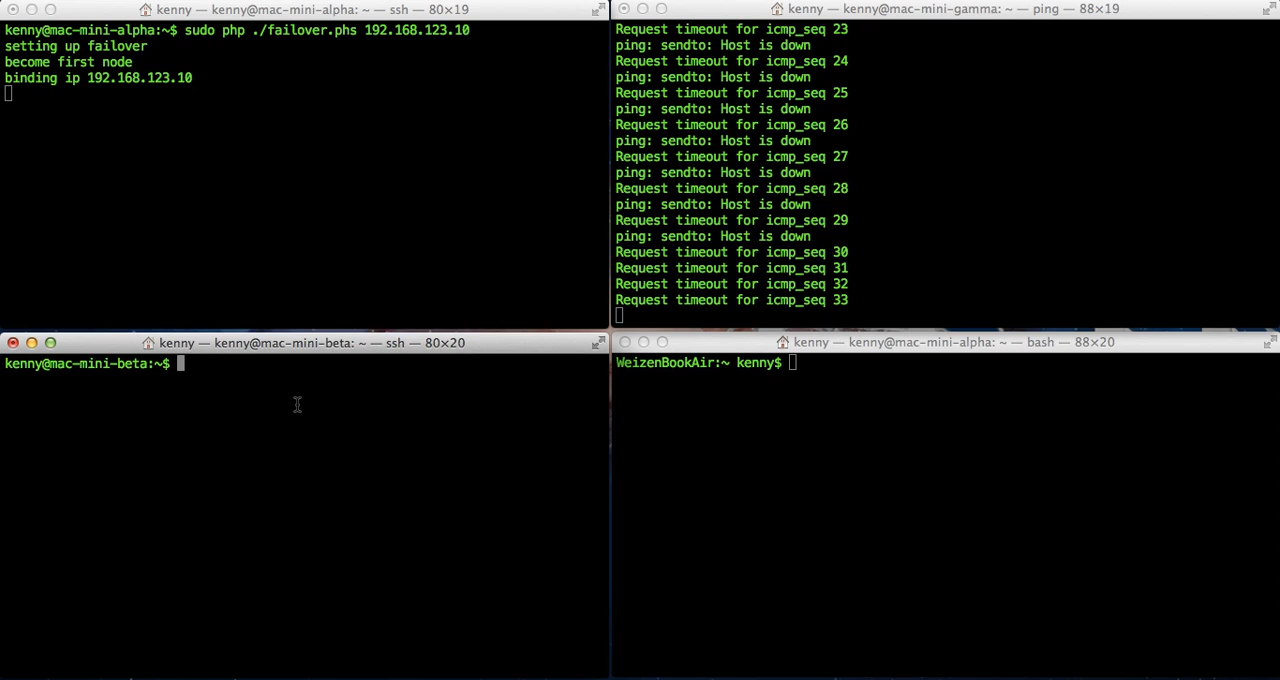 kenny — kenny@mac-mini-alpha: ~ — ssh — 80×19
kenny@mac-mini-alpha:~$ sudo php ./failover.phs 192.168.123.10
setting up failover
become first node
binding ip 192.168.123.10
kenny — kenny@mac-mini-gamma: ~ — ping — 88×19
Request timeout for icmp_seq 23
ping: sendto: Host is down
Request timeout for icmp_seq 24
ping: sendto: Host is down
Request timeout for icmp_seq 25
ping: sendto: Host is down
Request timeout for icmp_seq 26
ping: sendto: Host is down
Request timeout for icmp_seq 27
ping: sendto: Host is down
Request timeout for icmp_seq 28
ping: sendto: Host is down
Request timeout for icmp_seq 29
ping: sendto: Host is down
Request timeout for icmp_seq 30
Request timeout for icmp_seq 31
Request timeout for icmp_seq 32
Request timeout for icmp_seq 33
kenny — kenny@mac-mini-beta: ~ — ssh — 80×20
kenny@mac-mini-beta:~$
kenny — kenny@mac-mini-alpha: ~ — bash — 88×20
WeizenBookAir:~ kenny$